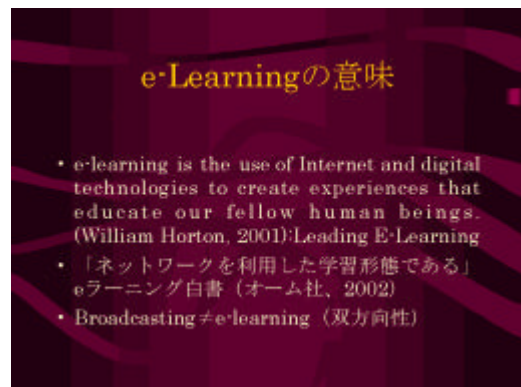 e-Learningの意味
• e-learning is the use of Internet and digital
technologies to create experiences that
educate our fellow human beings.
(William Horton, 2001):Leading E-Learning
• 「ネットワークを利用した学習形態である」
eラーニング白書（オーム社、2002）
• Broadcasting≠e-learning（双方向性）